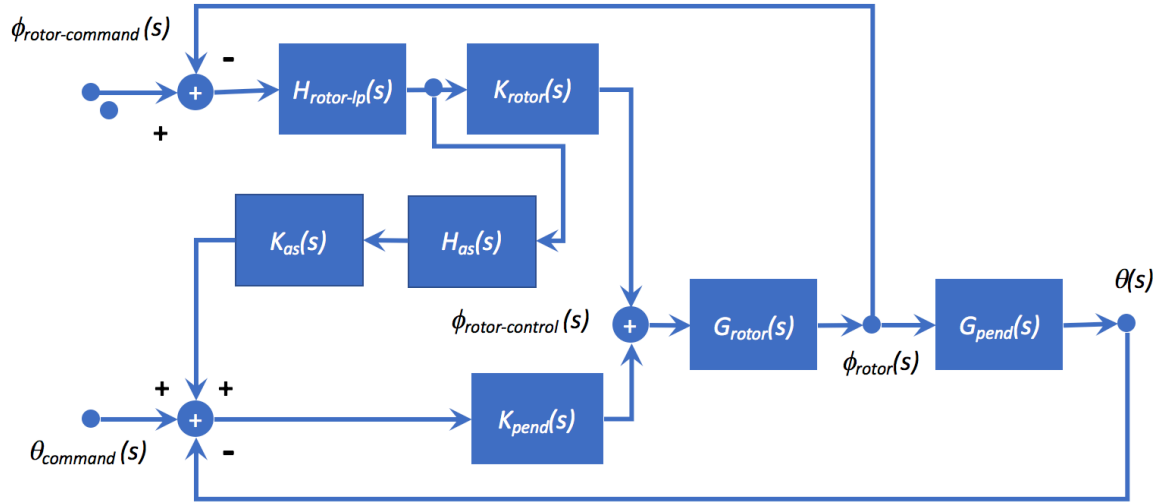 ϕrotor-command(s)
-
+
Hrotor-lp(s)
Krotor(s)
+
Kas(s)
Has(s)
θ(s)
ϕrotor-control(s)
+
Grotor(s)
Gpend(s)
ϕrotor(s)
+
+
+
Kpend(s)
θcommand(s)
-